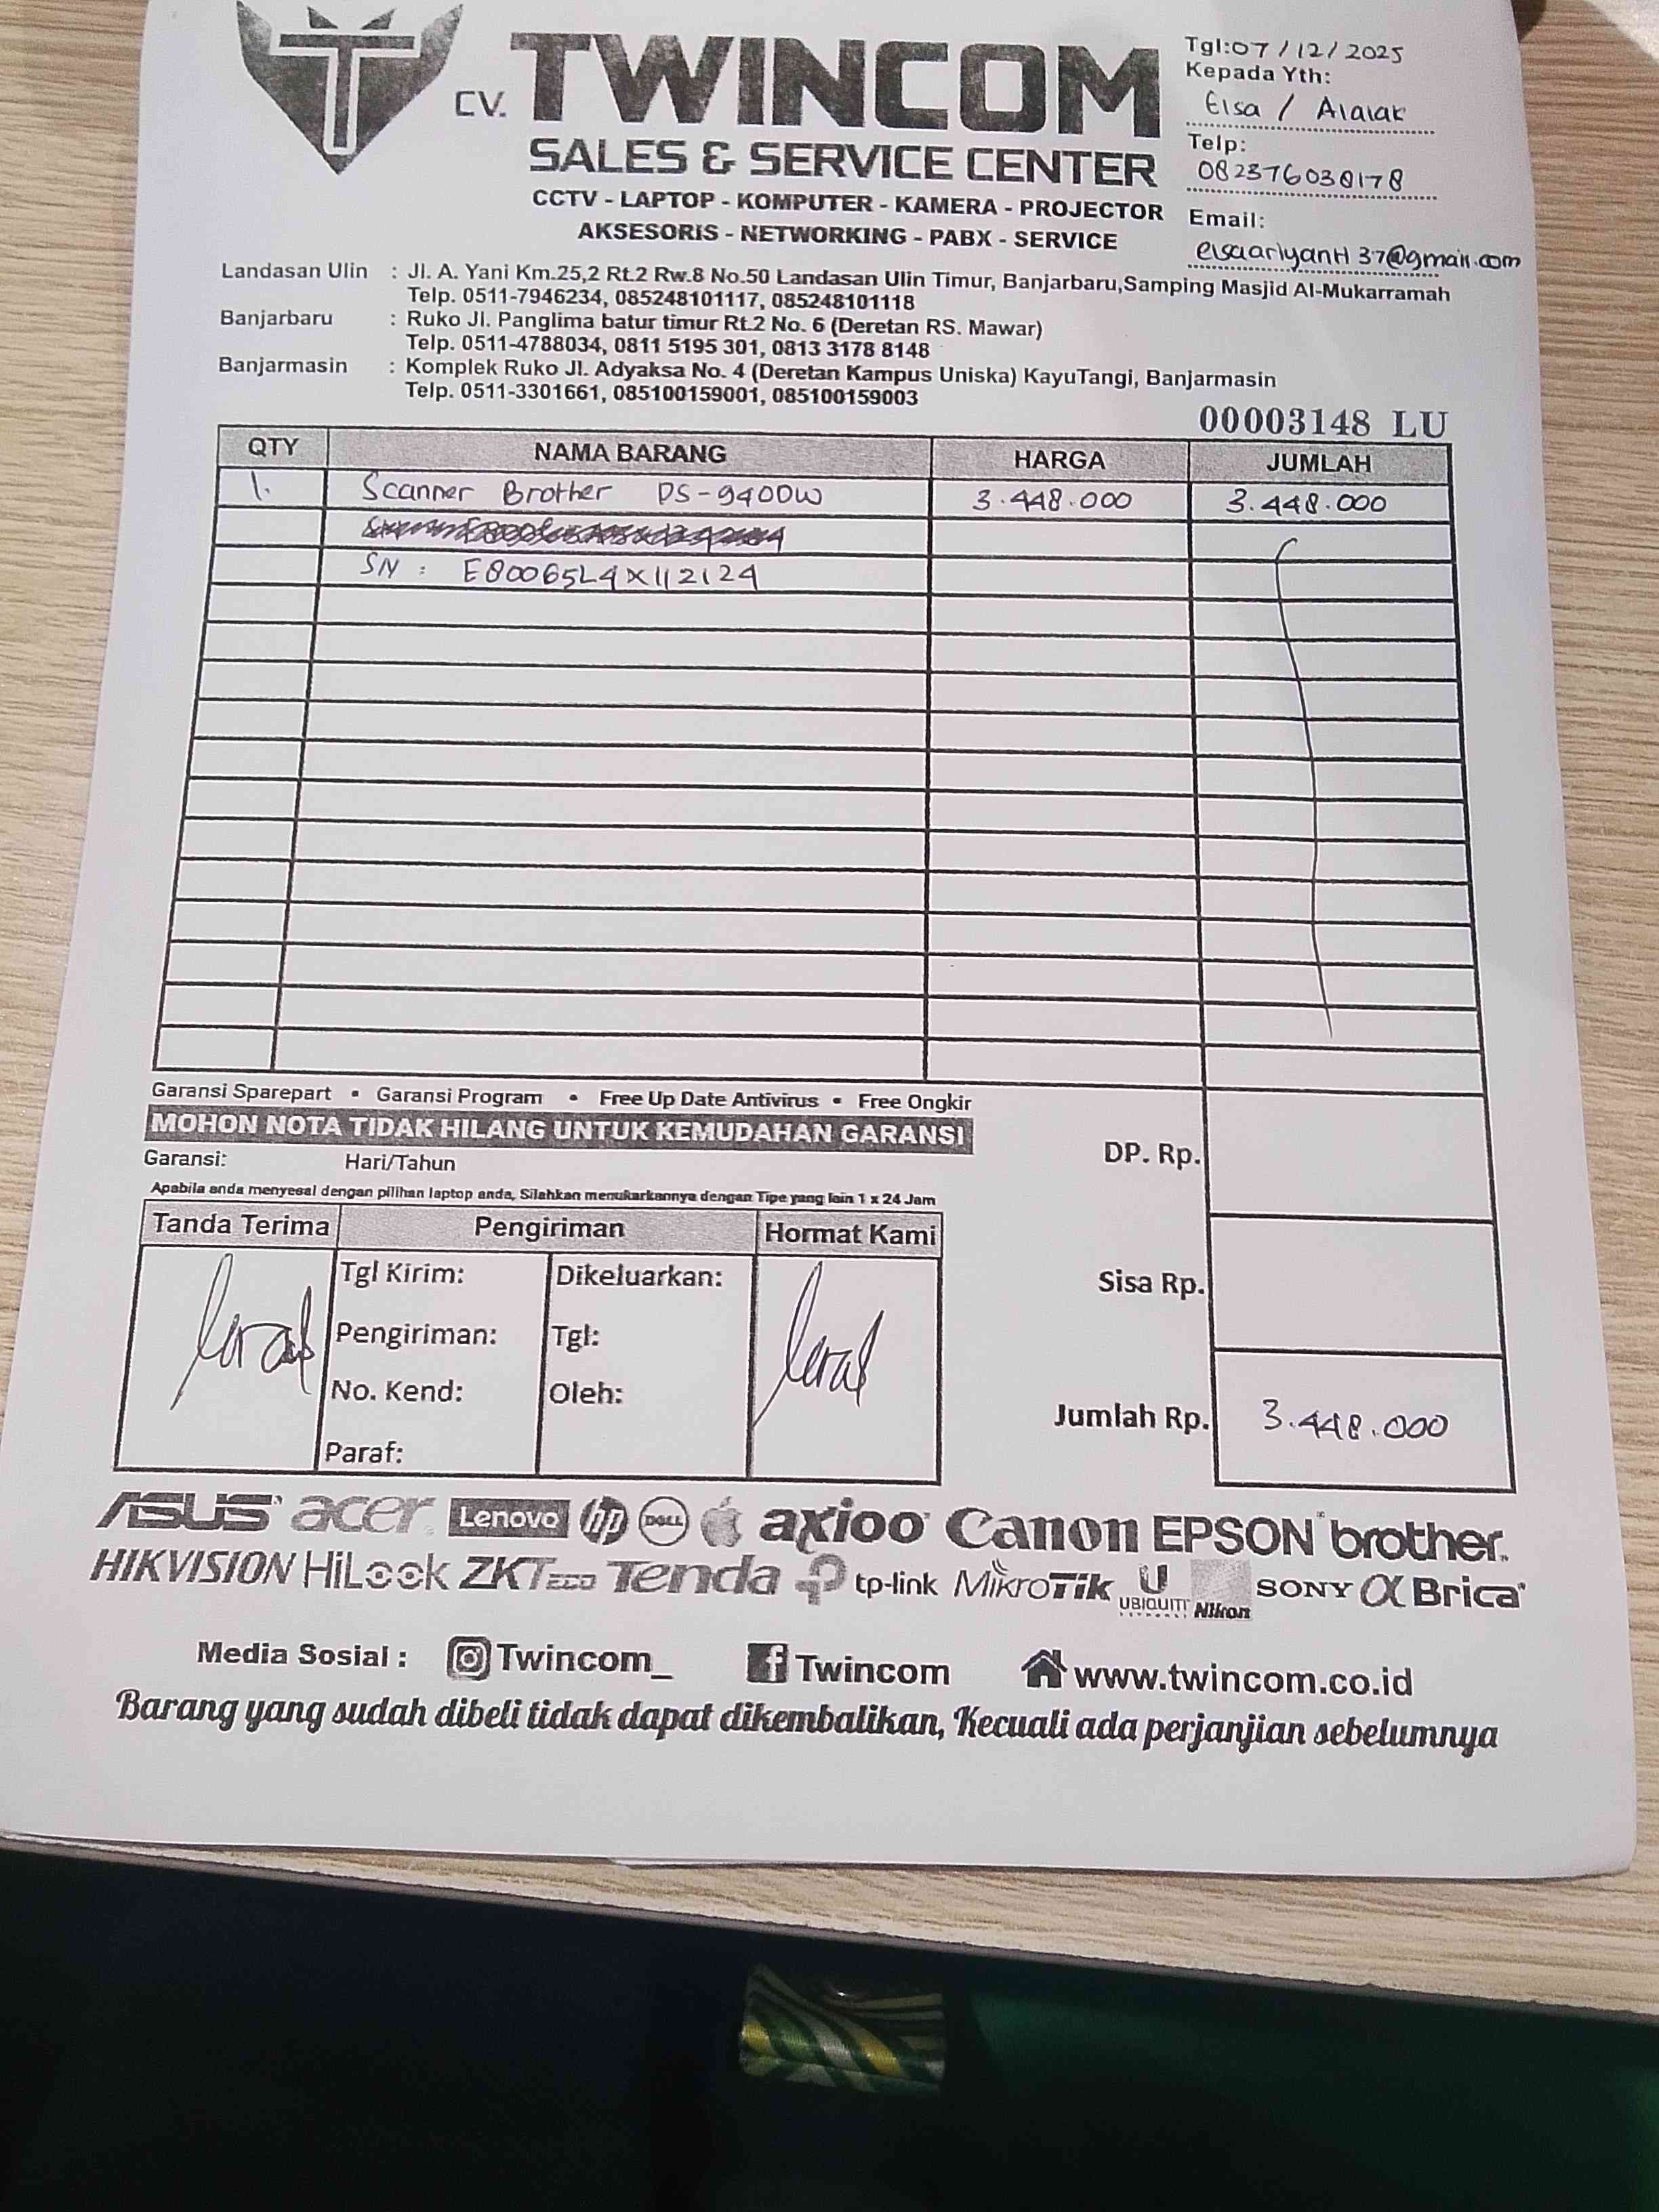 CV. TWINCOM
SALES & SERVICE CENTER
CCTV - LAPTOP - KOMPUTER - KAMERA - PROJECTOR
AKSESORIS - NETWORKING - PABX - SERVICE
Tgl:07/12/2025
Kepada Yth:
Elsa / Alalak
Telp:
082376038178
Email:
elsaariyanti37@gmail.com
Landasan Ulin : Jl. A. Yani Km.25,2 Rt.2 Rw.8 No.50 Landasan Ulin Timur, Banjarbaru,Samping Masjid Al-Mukarramah
Telp. 0511-7946234, 085248101117, 085248101118
Banjarbaru : Ruko Jl. Panglima batur timur Rt.2 No. 6 (Deretan RS. Mawar)
Telp. 0511-4788034, 0811 5195 301, 0813 3178 8148
Banjarmasin : Komplek Ruko Jl. Adyaksa No. 4 (Deretan Kampus Uniska) KayuTangi, Banjarmasin
Telp. 0511-3301661, 085100159001, 085100159003
00003148 LU
QTY NAMA BARANG HARGA JUMLAH
1. Scanner Brother DS-9400W 3.448.000 3.448.000
SN : E80065L4X112124
Garansi Sparepart • Garansi Program • Free Up Date Antivirus • Free Ongkir
MOHON NOTA TIDAK HILANG UNTUK KEMUDAHAN GARANSI
Garansi: Hari/Tahun
Apabila anda menyesal dengan pilihan laptop anda, Silahkan menukarkannya dengan Tipe yang lain 1 x 24 Jam
DP. Rp.
Sisa Rp.
Jumlah Rp. 3.448.000
Tanda Terima Pengiriman Hormat Kami
Tgl Kirim: Dikeluarkan:
Pengiriman: Tgl:
No. Kend: Oleh:
Paraf:
ASUS acer Lenovo hp DELL axioo Canon EPSON brother
HIKVISION HiLook ZKTeco Tenda tp-link MikroTik U UBIQUITI Nikon SONY α Brica
Media Sosial : Twincom_ Twincom www.twincom.co.id
Barang yang sudah dibeli tidak dapat dikembalikan, Kecuali ada perjanjian sebelumnya